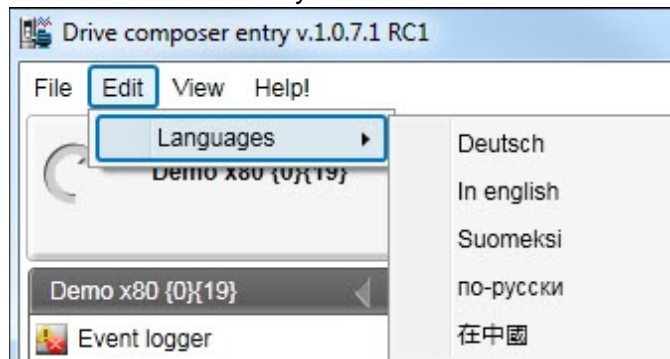 Drive composer entry v.1.0.7.1 RC1
File Edit View Help!
Languages
Deutsch
Demo x80 {0}{19}
In english
Suomeksi
Demo x80 {0}{19}
по-русски
Event logger
在中國